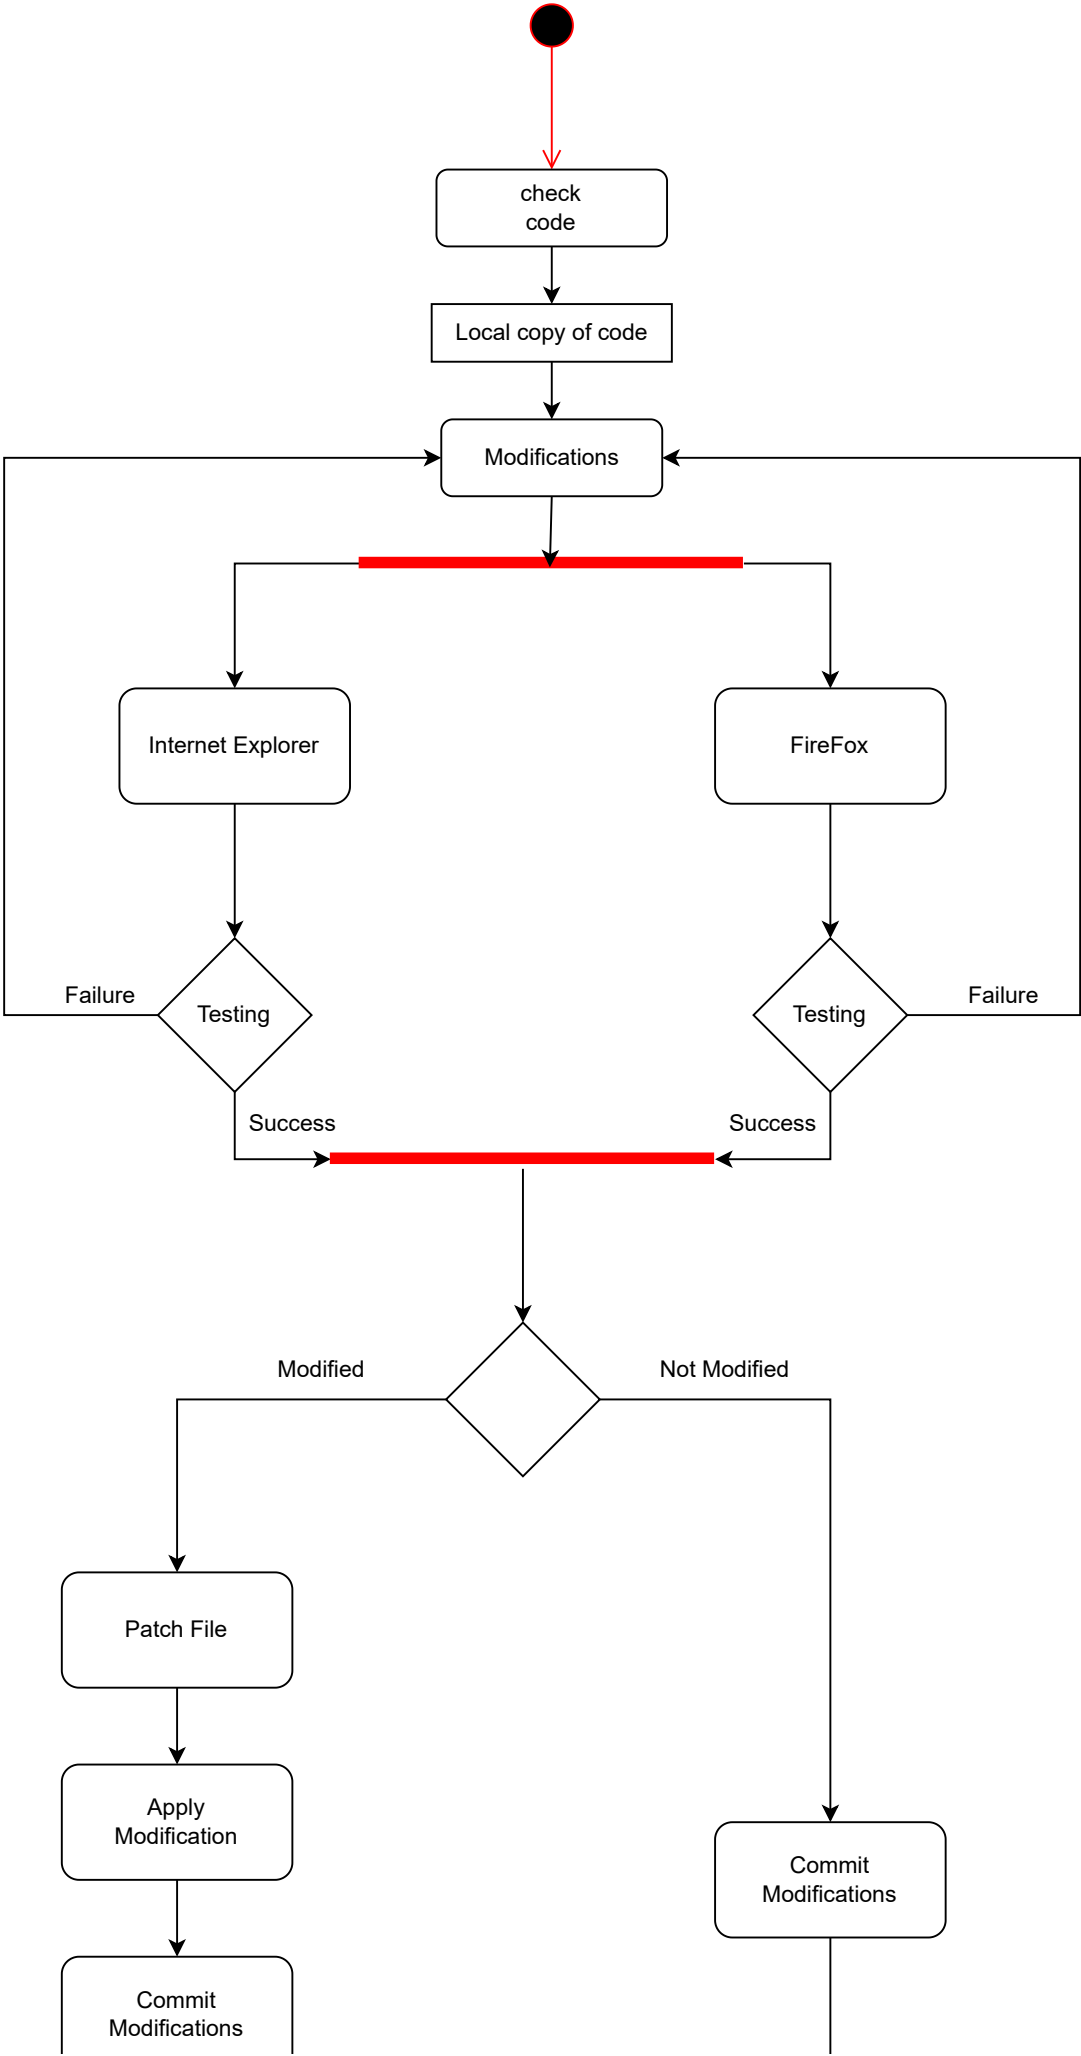 check
code
Local copy of code
Modifications
Internet Explorer
FireFox
Failure
Testing
Testing
Failure
Success
Success
Modified
Not Modified
Patch File
Apply
Modification
Commit
Modifications
Commit
Modifications